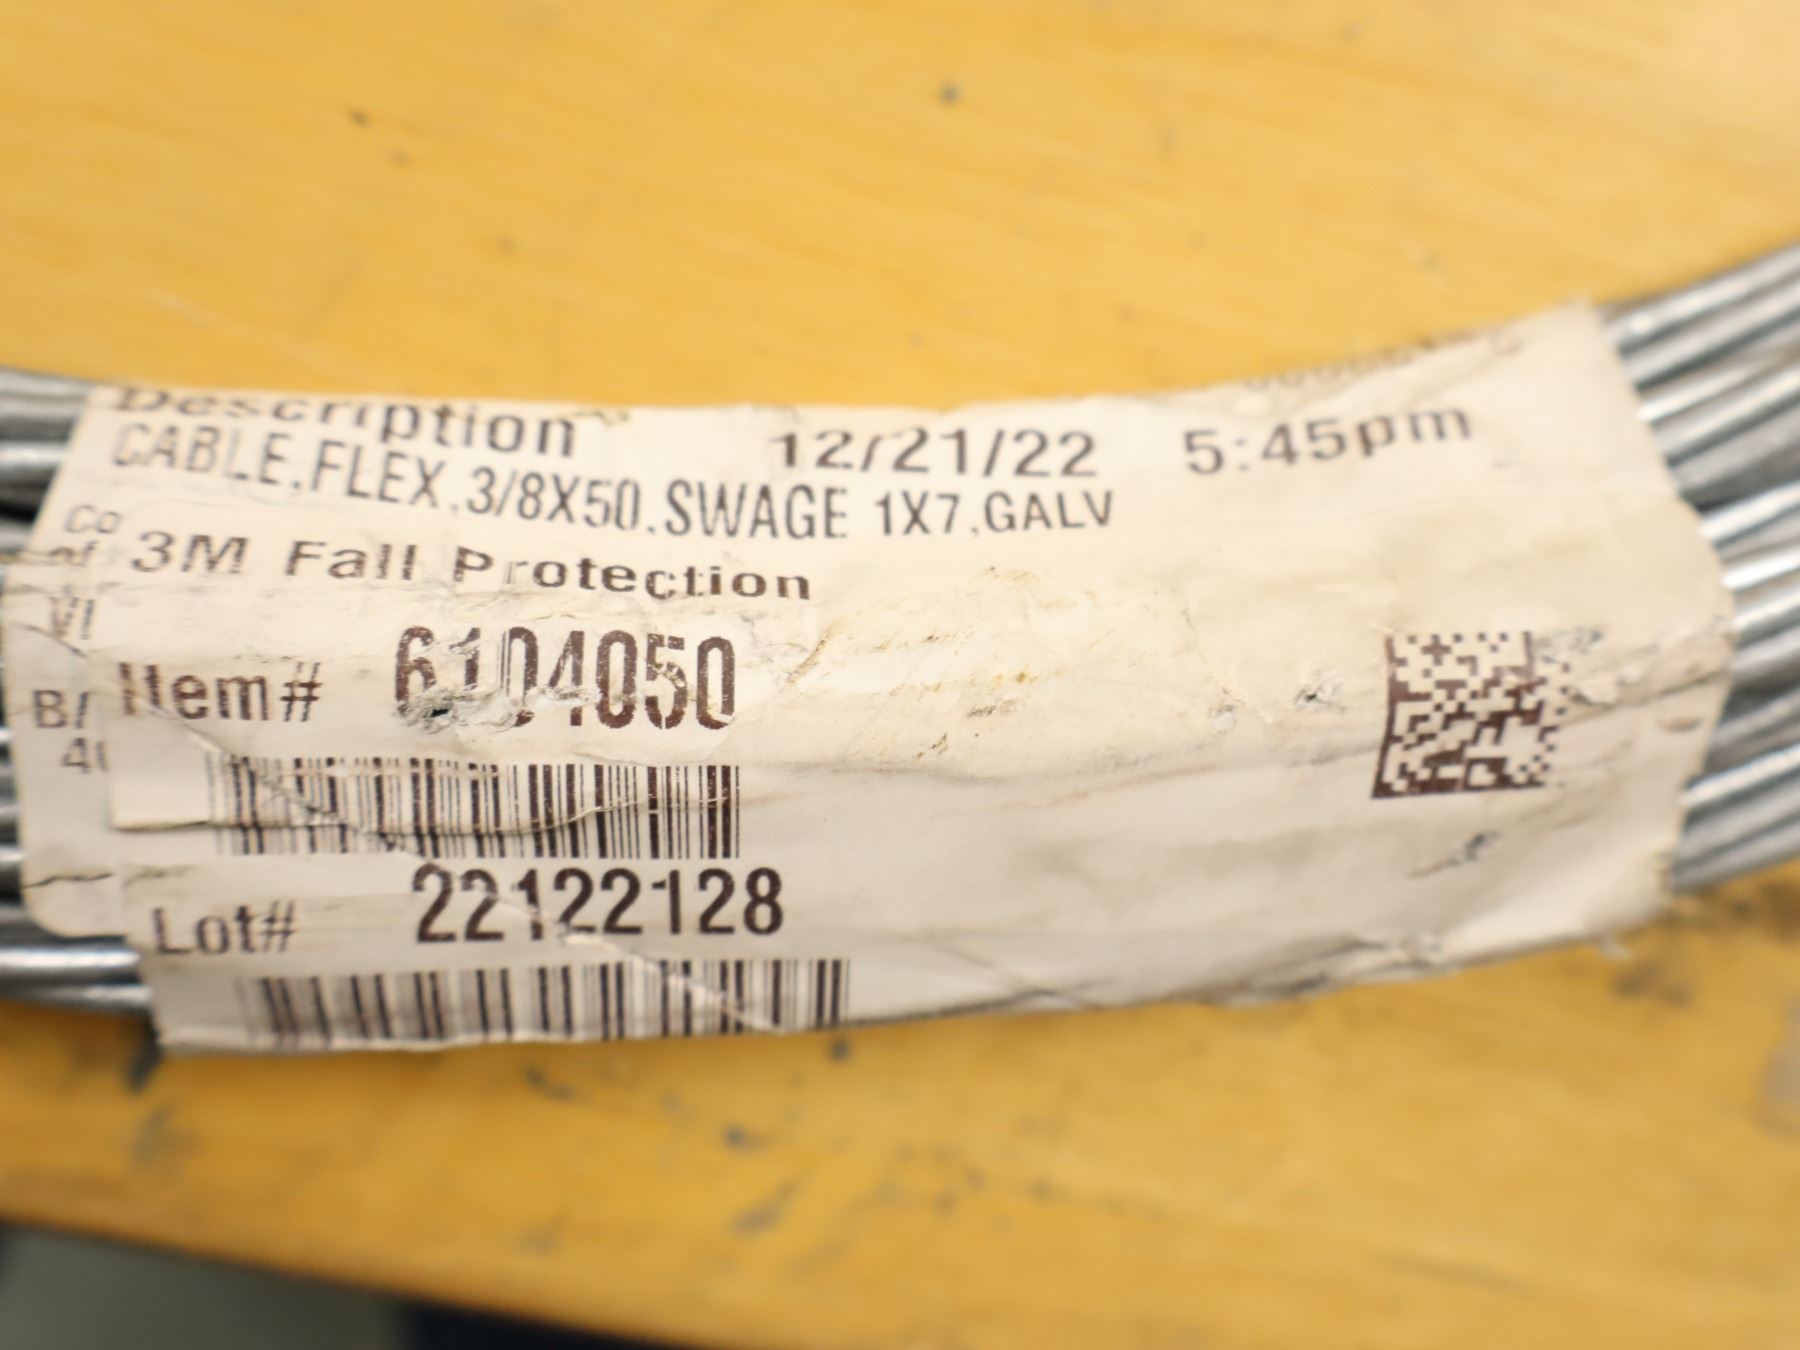 Description 12/21/22 5:45pm
CABLE,FLEX,3/8X50,SWAGE 1X7,GALV
3M Fall Protection
Item# 6104050
Lot# 22122128